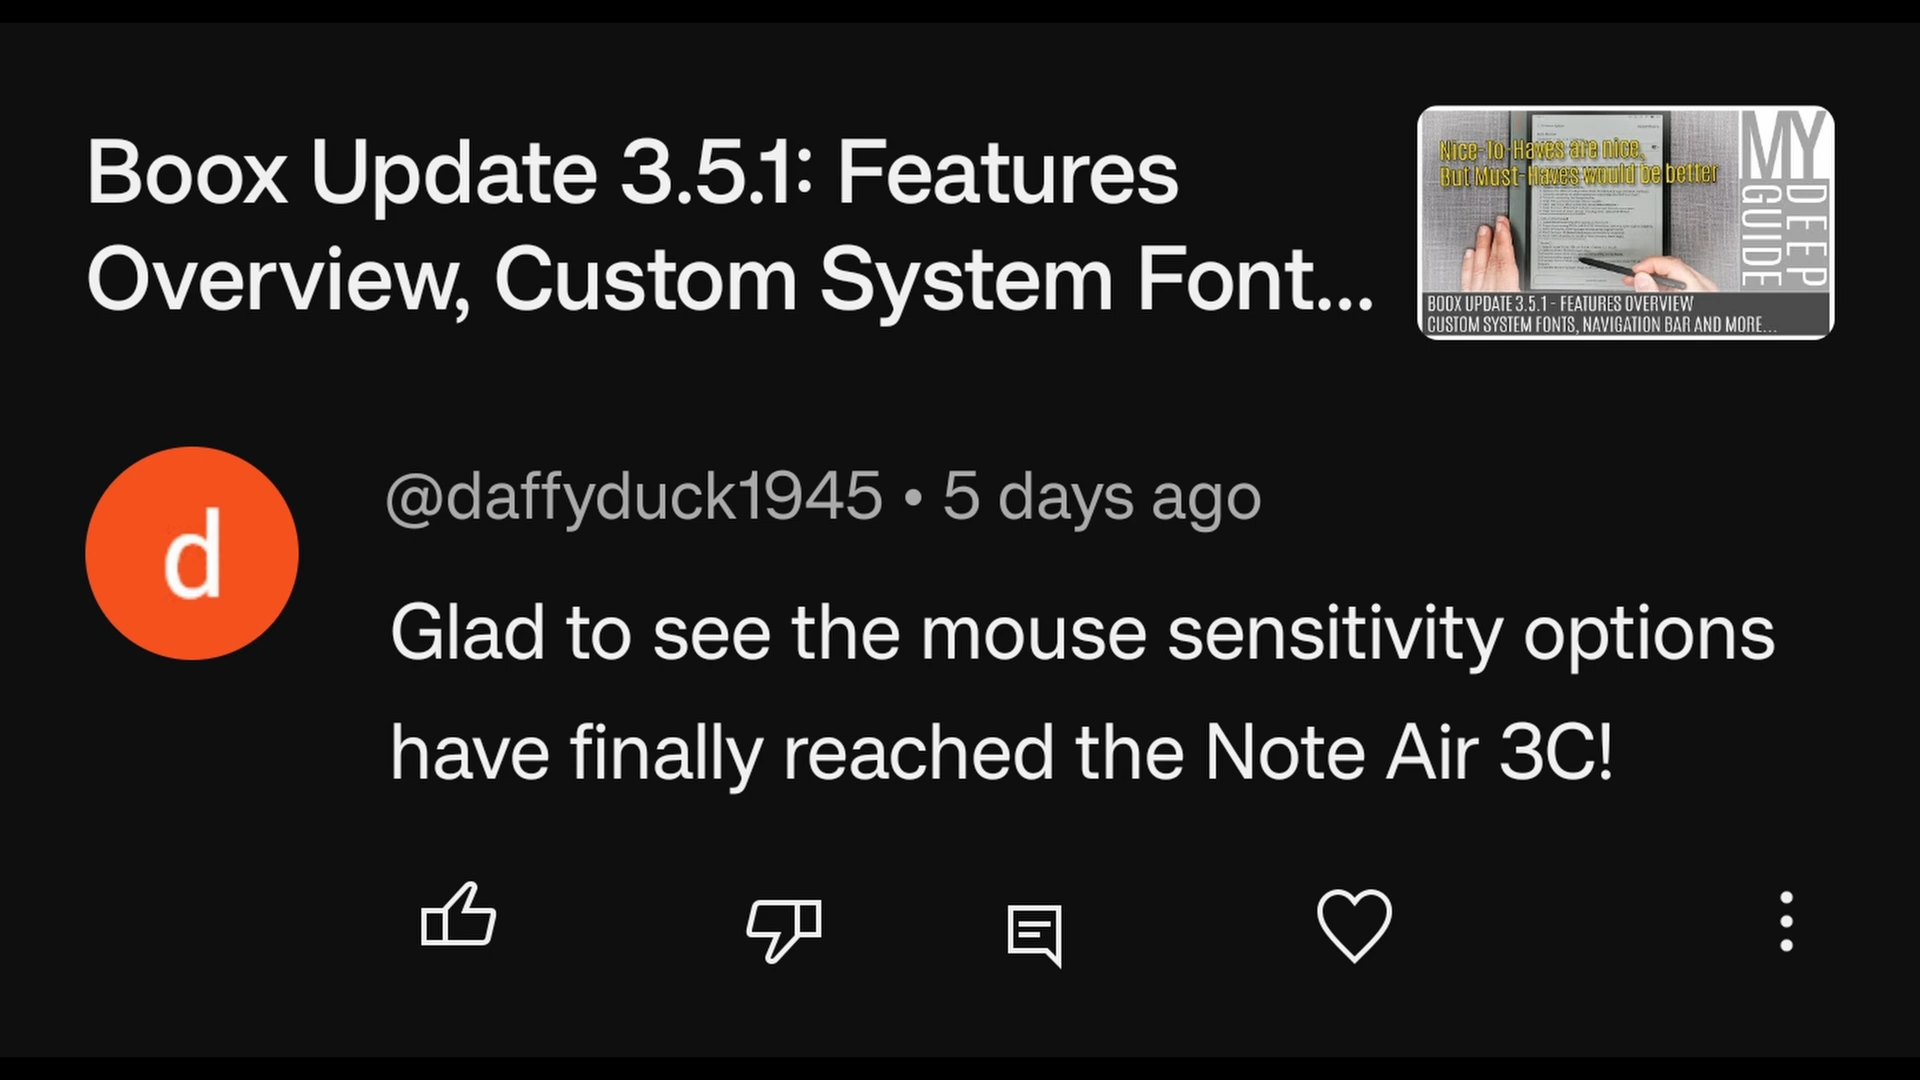 Boox Update 3.5.1: Features
Overview, Custom System Font...
Nice-To-Haves are nice,
But Must-Haves would be better
MY
DEEP
GUIDE
BOOX UPDATE 3.5.1 - FEATURES OVERVIEW
CUSTOM SYSTEM FONTS, NAVIGATION BAR AND MORE...
d
@daffyduck1945 • 5 days ago
Glad to see the mouse sensitivity options
have finally reached the Note Air 3C!